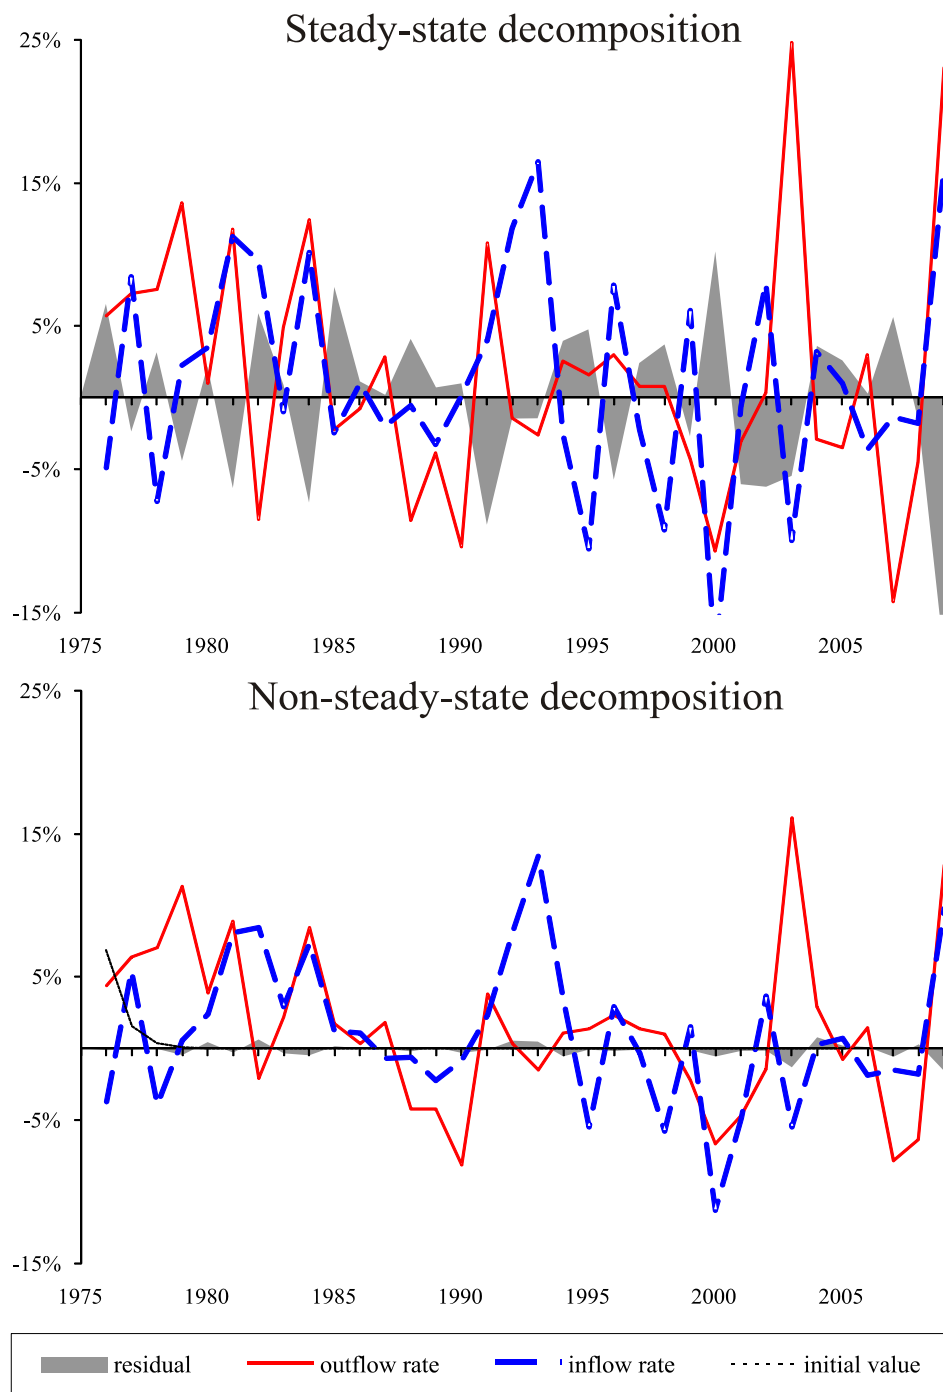 Steady-state decomposition
25%
15%
5%
-5%
-15%
1975 1980 1985 1990 1995 2000 2005
Non-steady-state decomposition
25%
15%
5%
-5%
-15%
1975 1980 1985 1990 1995 2000 2005
residual outflow rate inflow rate initial value